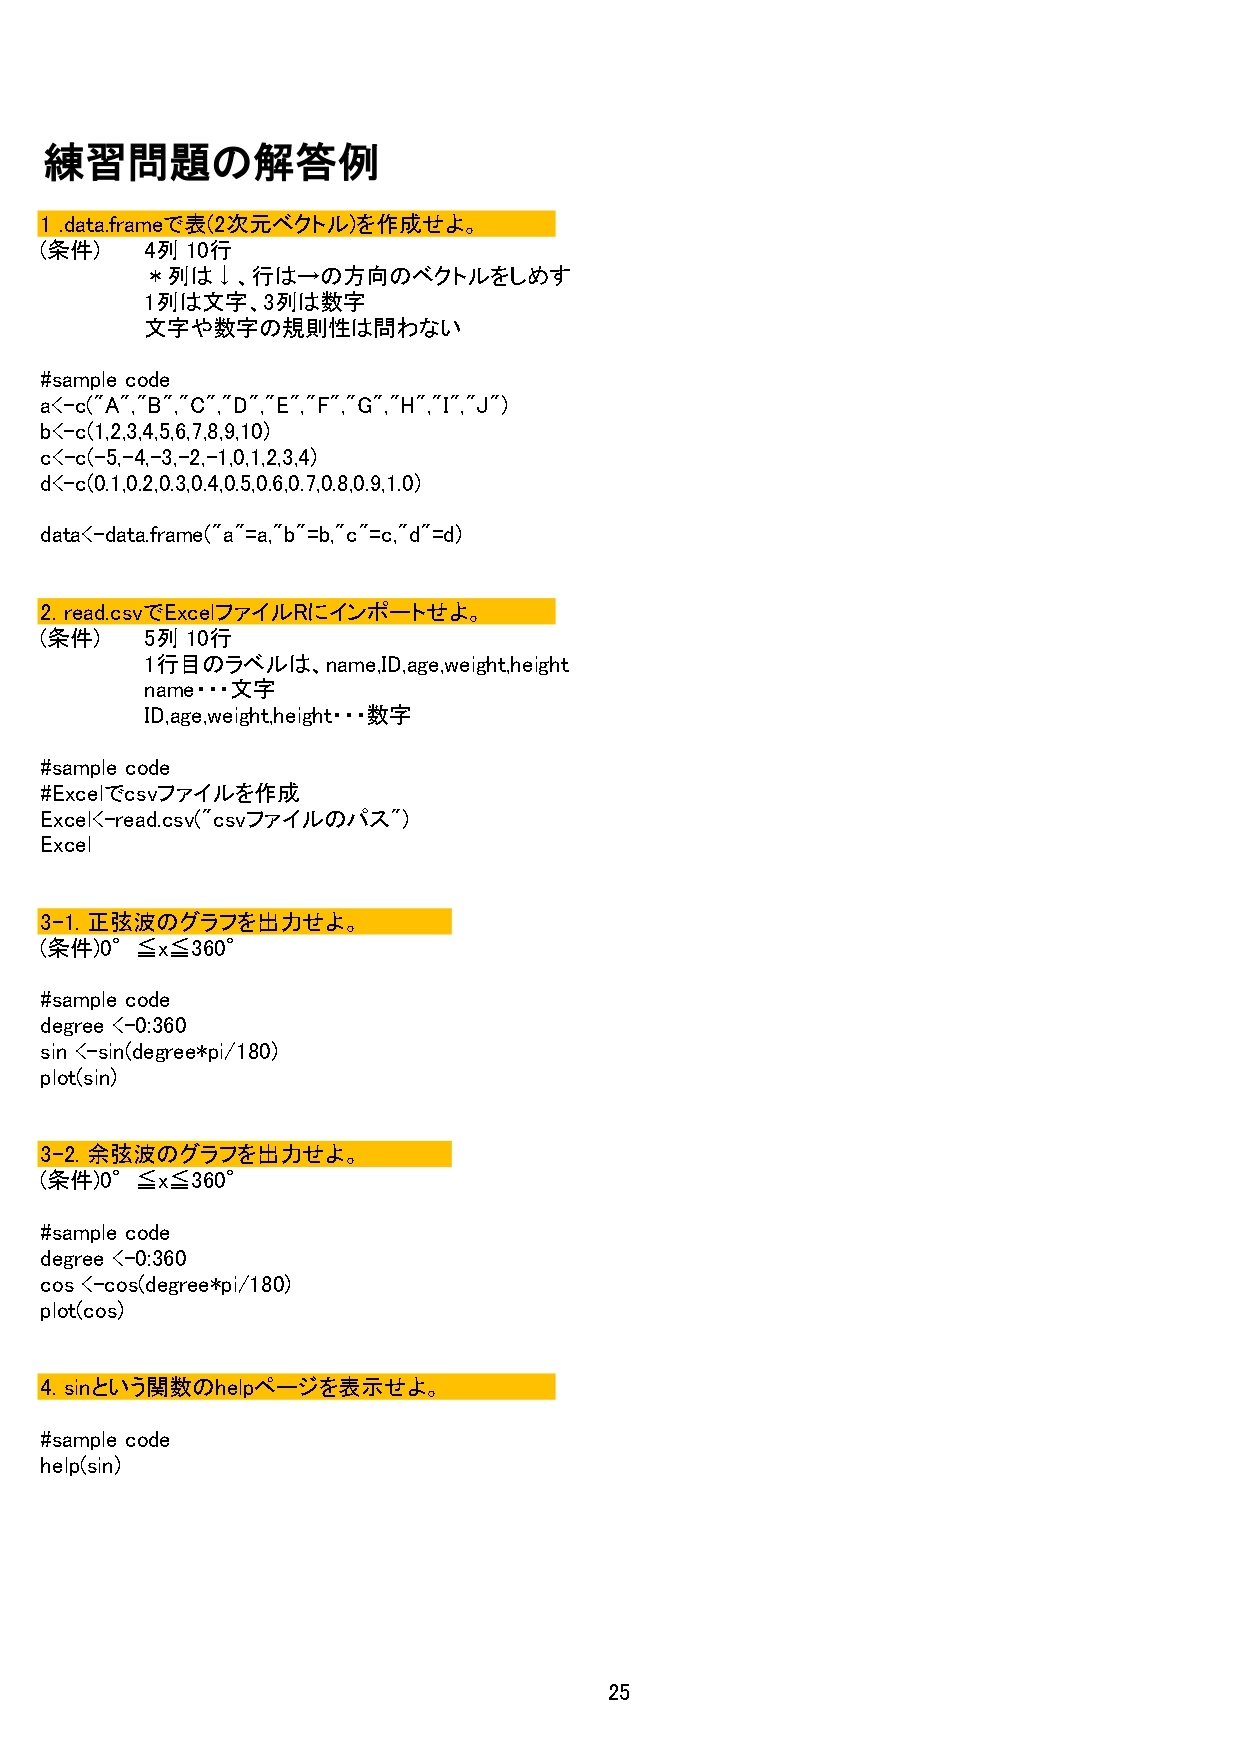 練習問題の解答例
1 .data.frameで表(2次元ベクトル)を作成せよ。
(条件) 4列 10行
＊列は↓、行は→の方向のベクトルをしめす
1列は文字、3列は数字
文字や数字の規則性は問わない
#sample code
a<-c("A","B","C","D","E","F","G","H","I","J")
b<-c(1,2,3,4,5,6,7,8,9,10)
c<-c(-5,-4,-3,-2,-1,0,1,2,3,4)
d<-c(0.1,0.2,0.3,0.4,0.5,0.6,0.7,0.8,0.9,1.0)
data<-data.frame("a"=a,"b"=b,"c"=c,"d"=d)
2. read.csvでExcelファイルRにインポートせよ。
(条件) 5列 10行
1行目のラベルは、name,ID,age,weight,height
name・・・文字
ID,age,weight,height・・・数字
#sample code
#Excelでcsvファイルを作成
Excel<-read.csv("csvファイルのパス")
Excel
3-1. 正弦波のグラフを出力せよ。
(条件)0° ≦x≦360°
#sample code
degree <-0:360
sin <-sin(degree*pi/180)
plot(sin)
3-2. 余弦波のグラフを出力せよ。
(条件)0° ≦x≦360°
#sample code
degree <-0:360
cos <-cos(degree*pi/180)
plot(cos)
4. sinという関数のhelpページを表示せよ。
#sample code
help(sin)
25